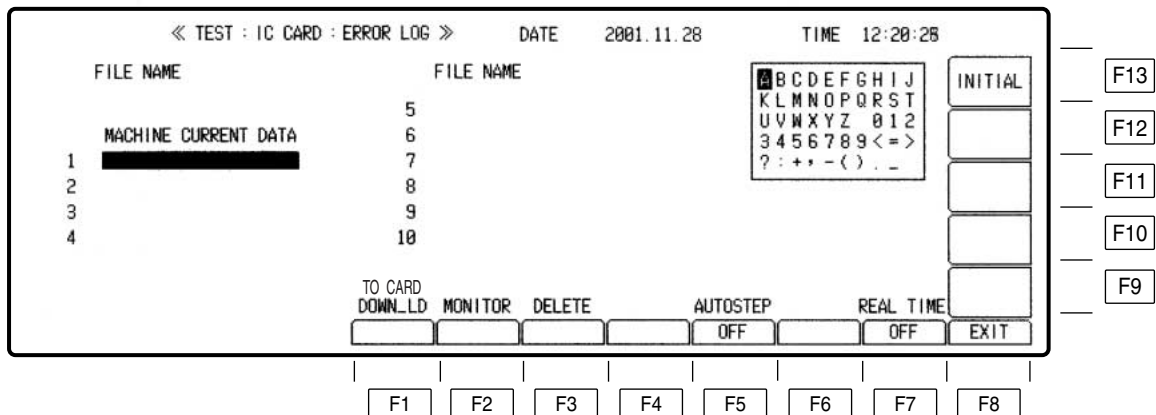 ≪ TEST : IC CARD : ERROR LOG ≫ DATE 2001.11.28 TIME 12:20:28
FILE NAME FILE NAME
MACHINE CURRENT DATA
1
2
3
4
5
6
7
8
9
10
ABCDEFGHIJ
KLMNOPQRST
UVWXYZ 012
3456789<=>
?:+,-()._
INITIAL
TO CARD
DOWN_LD MONITOR DELETE AUTOSTEP REAL TIME
OFF OFF EXIT
F13
F12
F11
F10
F9
F1 F2 F3 F4 F5 F6 F7 F8